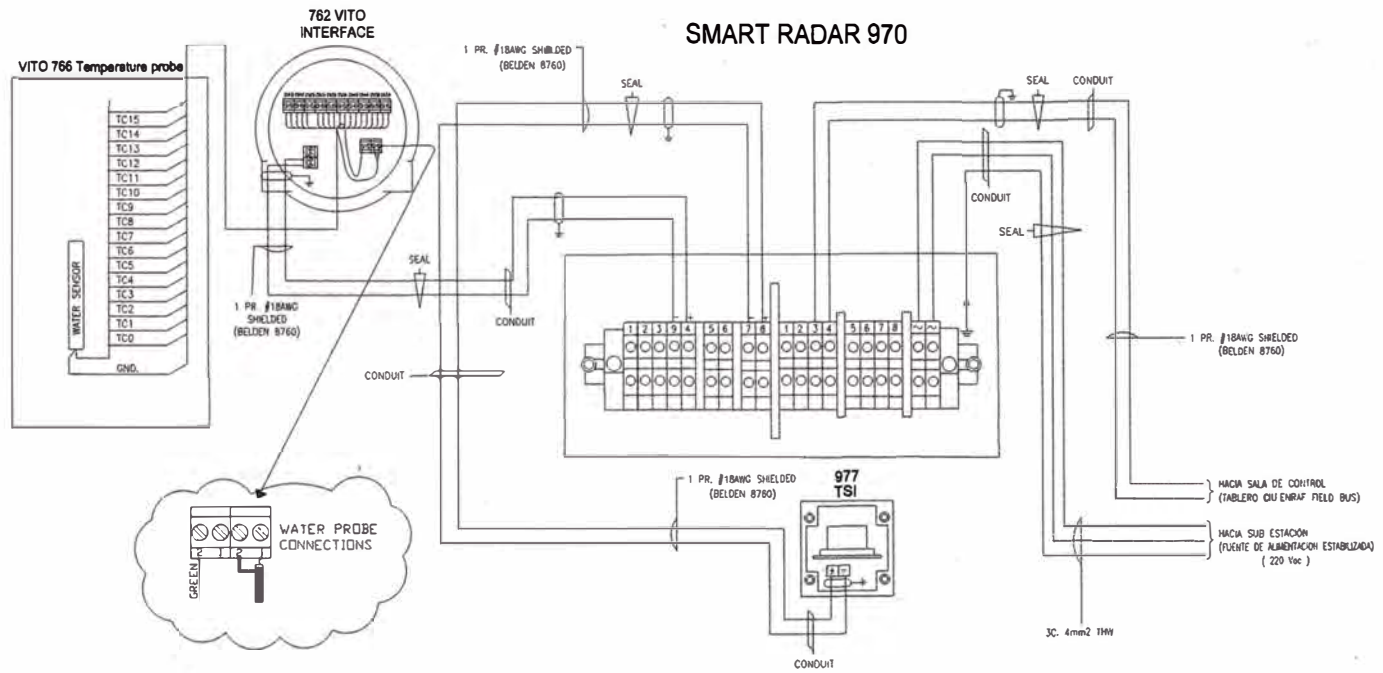 762 VITO
INTERFACE
SMART RADAR 970
VITO 766 Temperature probe
1 PR. #18AWG SHIELDED
(BELDEN 8760)
SEAL
SEAL
CONDUIT
TC15
TC14
TC13
TC12
TC11
TC10
TC9
TC8
TC7
TC6
TC5
TC4
TC3
TC2
TC1
TC0
GND.
WATER SENSOR
CONDUIT
SEAL
SEAL
1 PR. #18AWG
SHIELDED
(BELDEN 8760)
CONDUIT
- + - +
1 2 3 9 4 5 6 7 8 1 2 3 4 5 6 7 8 ~ ~
1 PR. #18AWG SHIELDED
(BELDEN 8760)
CONDUIT
1 PR. #18AWG SHIELDED
(BELDEN 8760)
977
TSI
HACIA SALA DE CONTROL
(TABLERO CIU ENRAF FIELD BUS)
WATER PROBE
CONNECTIONS
2 1 2 1
GREEN
HACIA SUB ESTACIÓN
(FUENTE DE ALIMENTACION ESTABILIZADA)
( 220 Vac )
3C. 4mm2 THW
CONDUIT